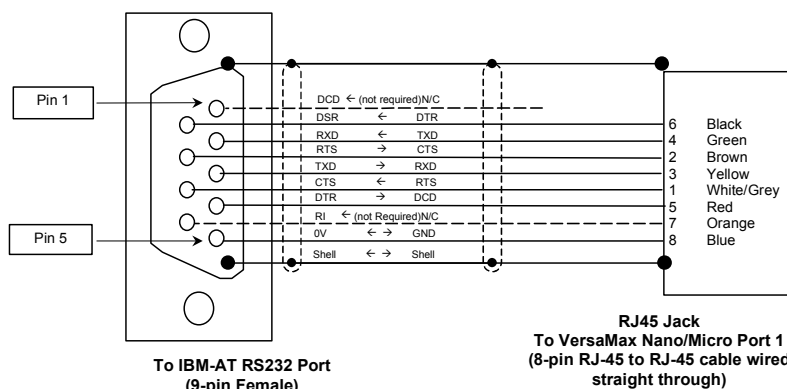 Pin 1
DCD ← (not required)N/C
DSR ← DTR
RXD ← TXD
RTS → CTS
TXD → RXD
CTS ← RTS
DTR → DCD
RI ← (not Required)N/C
0V ←→ GND
Shell ←→ Shell
Pin 5
6 Black
4 Green
2 Brown
3 Yellow
1 White/Grey
5 Red
7 Orange
8 Blue
To IBM-AT RS232 Port
(9-pin Female)
RJ45 Jack
To VersaMax Nano/Micro Port 1
(8-pin RJ-45 to RJ-45 cable wired
straight through)